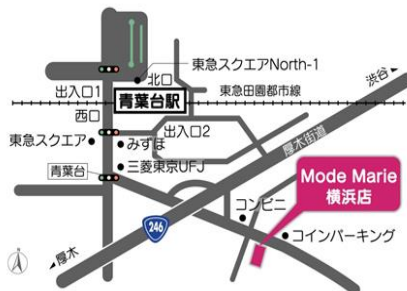 東急スクエアNorth-1
北口
渋谷
出入口1
東急田園都市線
青葉台駅
西口
出入口2
東急スクエア
みずほ
厚木街道
青葉台
三菱東京UFJ
Mode Marie
横浜店
コンビニ
246
コインパーキング
厚木